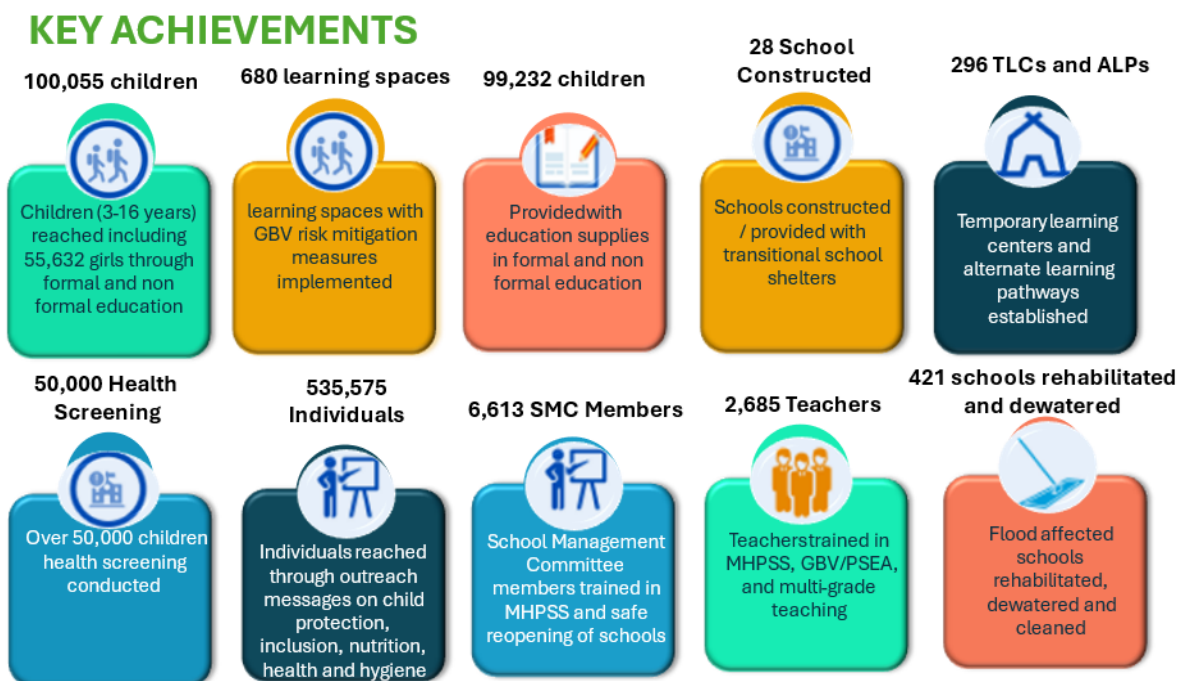 KEY ACHIEVEMENTS
100,055 children
Children (3-16 years)
reached including
55,632 girls through
formal and non
formal education
680 learning spaces
learning spaces with
GBV risk mitigation
measures
implemented
99,232 children
Providedwith
education supplies
in formal and non
formal education
28 School
Constructed
Schools constructed
/ provided with
transitional school
shelters
296 TLCs and ALPs
Temporary learning
centers and
alternate learning
pathways
established
50,000 Health
Screening
Over 50,000 children
health screening
conducted
535,575
Individuals
Individuals reached
through outreach
messages on child
protection,
inclusion, nutrition,
health and hygiene
6,613 SMC Members
School Management
Committee
members trained in
MHPSS and safe
reopening of schools
2,685 Teachers
Teacherstrained in
MHPSS, GBV/PSEA,
and multi-grade
teaching
421 schools rehabilitated
and dewatered
Flood affected
schools
rehabilitated,
dewatered and
cleaned